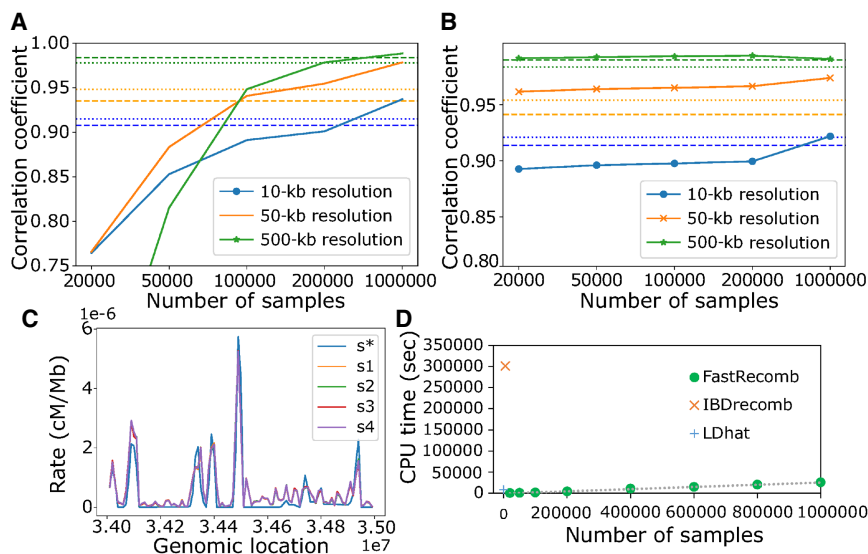 A
Correlation coefficient
1.00
0.95
0.90
0.85
0.80
0.75
10-kb resolution
50-kb resolution
500-kb resolution
20000 50000 100000 200000 1000000
Number of samples
B
Correlation coefficient
0.95
0.90
0.85
0.80
10-kb resolution
50-kb resolution
500-kb resolution
20000 50000 100000 200000 1000000
Number of samples
C
1e-6
Rate (cM/Mb)
6
4
2
0
s*
s1
s2
s3
s4
3.40 3.42 3.44 3.46 3.48 3.50
1e7
Genomic location
D
CPU time (sec)
350000
300000
250000
200000
150000
100000
50000
0
FastRecomb
IBDrecomb
LDhat
0 200000 400000 600000 800000 1000000
Number of samples